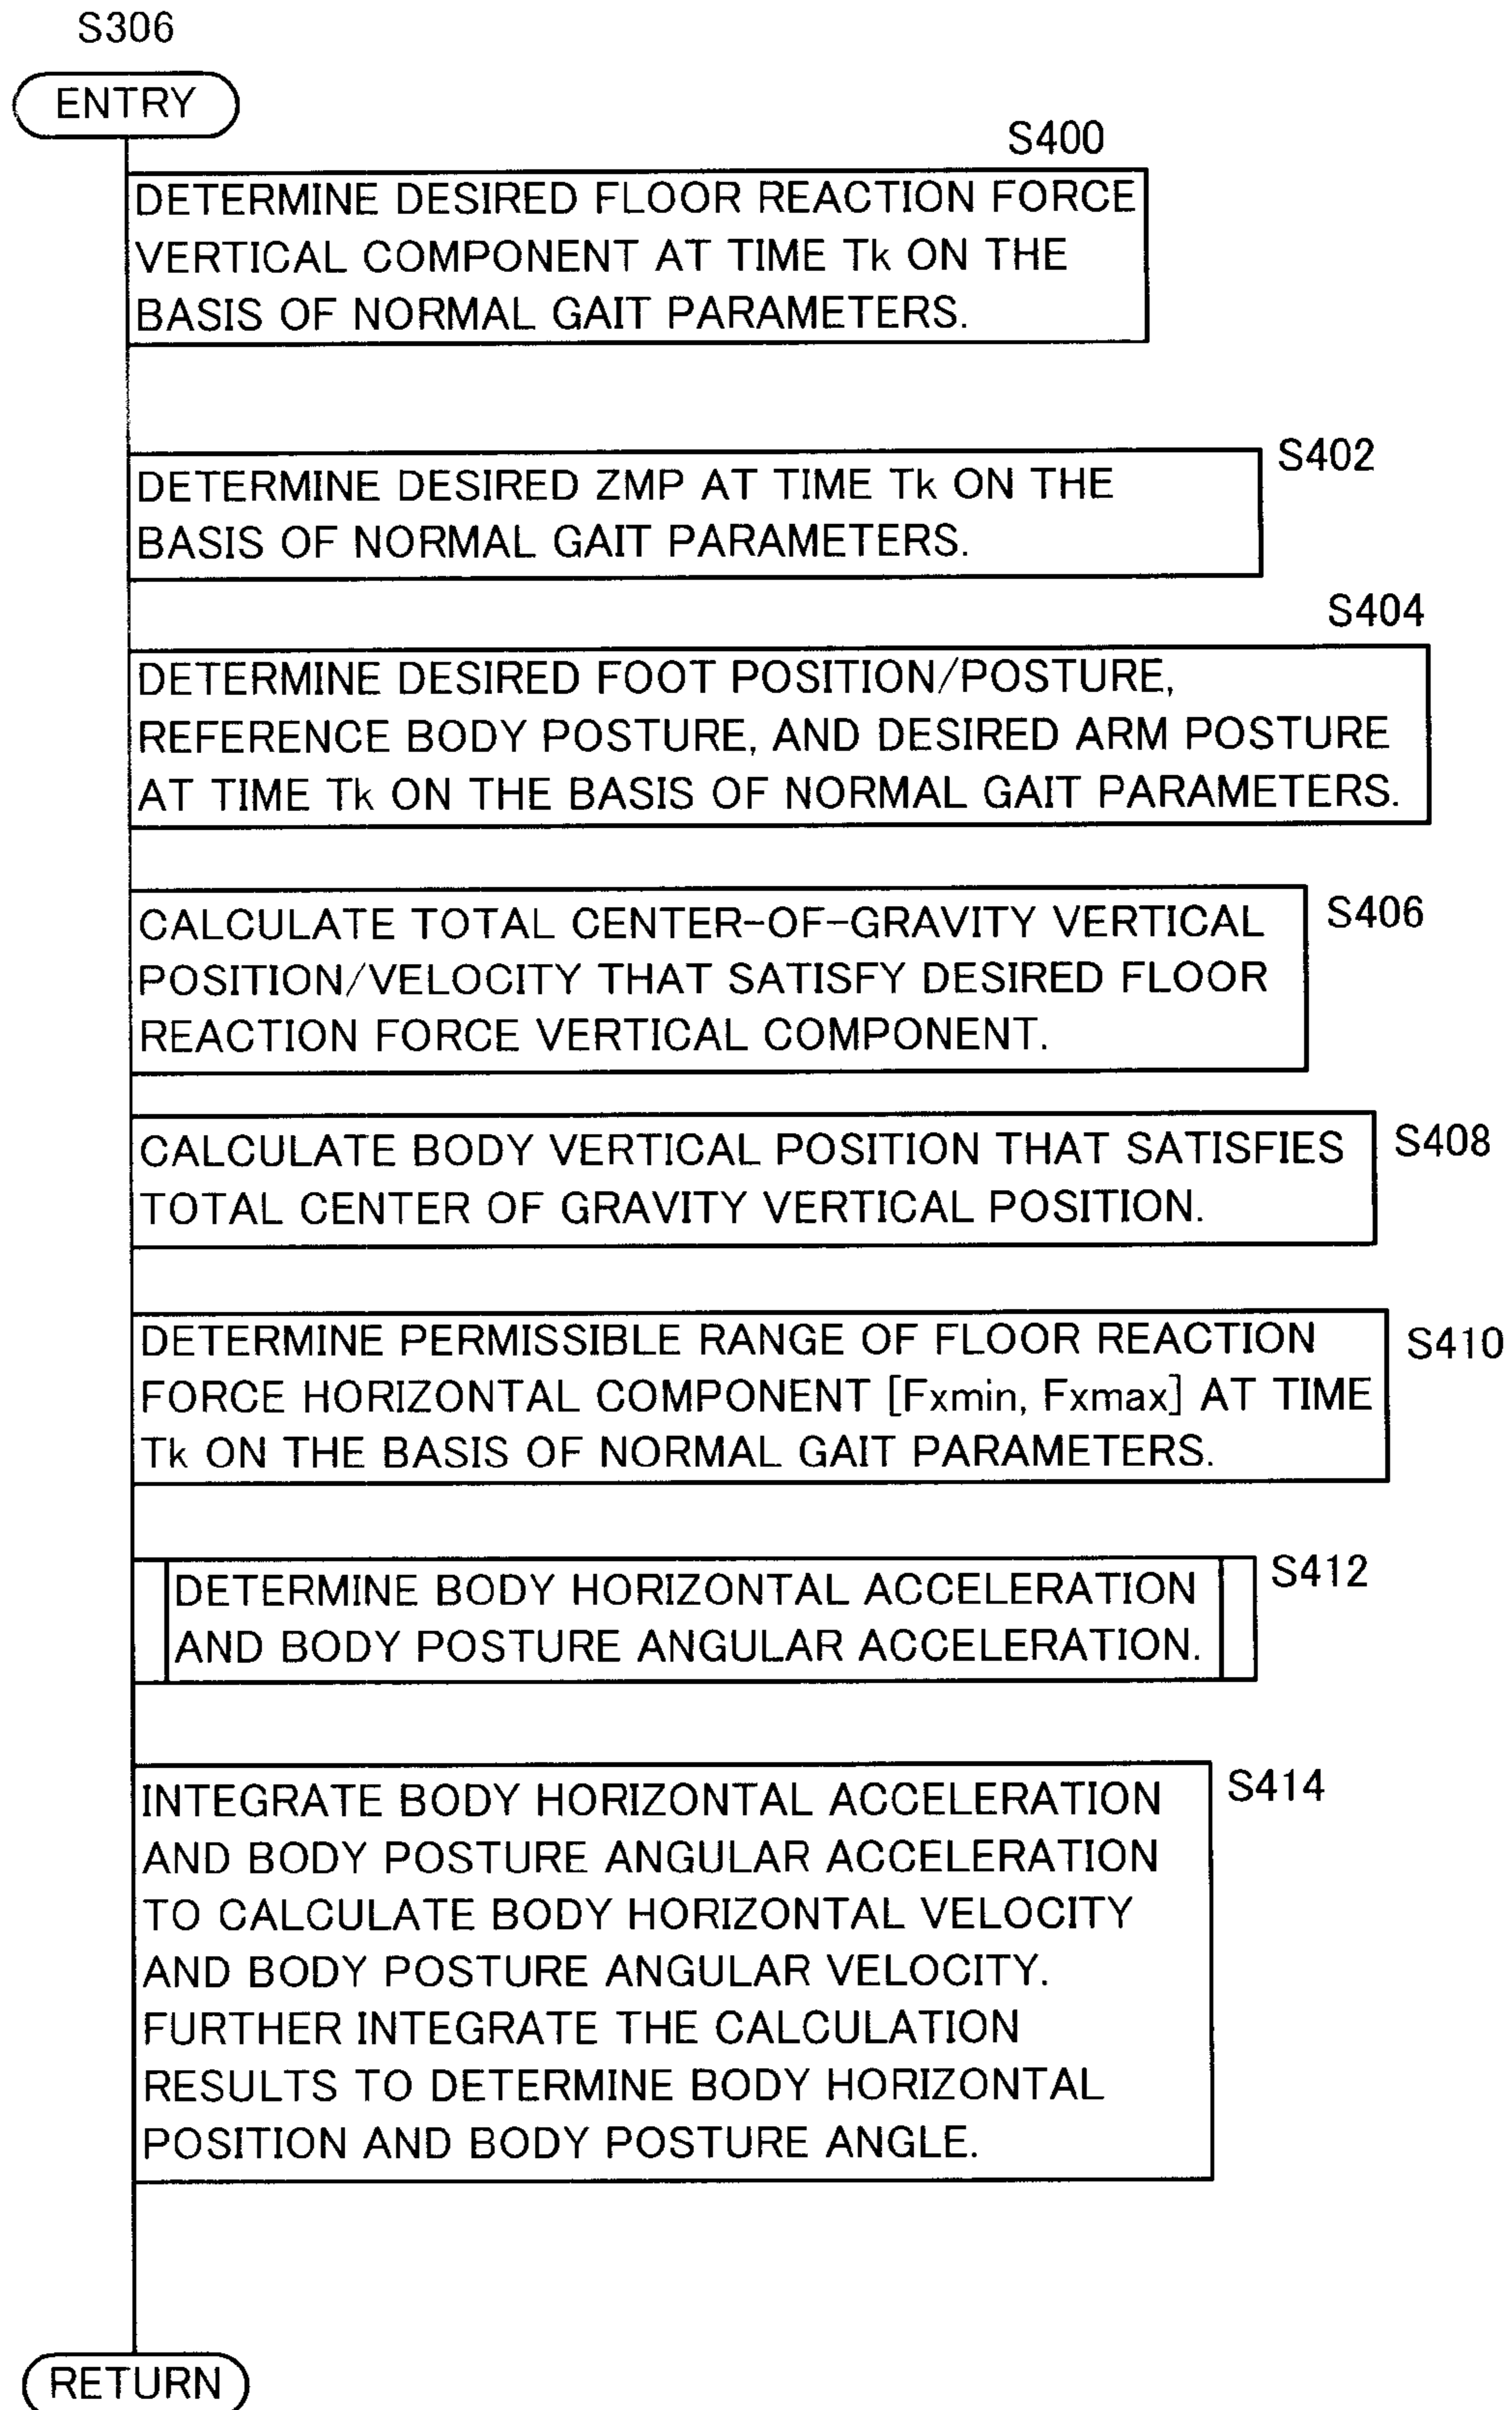 S306
ENTRY
S400
DETERMINE DESIRED FLOOR REACTION FORCE
VERTICAL COMPONENT AT TIME Tk ON THE
BASIS OF NORMAL GAIT PARAMETERS.
S402
DETERMINE DESIRED ZMP AT TIME Tk ON THE
BASIS OF NORMAL GAIT PARAMETERS.
S404
DETERMINE DESIRED FOOT POSITION/POSTURE,
REFERENCE BODY POSTURE, AND DESIRED ARM POSTURE
AT TIME Tk ON THE BASIS OF NORMAL GAIT PARAMETERS.
S406
CALCULATE TOTAL CENTER-OF-GRAVITY VERTICAL
POSITION/VELOCITY THAT SATISFY DESIRED FLOOR
REACTION FORCE VERTICAL COMPONENT.
S408
CALCULATE BODY VERTICAL POSITION THAT SATISFIES
TOTAL CENTER OF GRAVITY VERTICAL POSITION.
S410
DETERMINE PERMISSIBLE RANGE OF FLOOR REACTION
FORCE HORIZONTAL COMPONENT [Fxmin, Fxmax] AT TIME
Tk ON THE BASIS OF NORMAL GAIT PARAMETERS.
S412
DETERMINE BODY HORIZONTAL ACCELERATION
AND BODY POSTURE ANGULAR ACCELERATION.
S414
INTEGRATE BODY HORIZONTAL ACCELERATION
AND BODY POSTURE ANGULAR ACCELERATION
TO CALCULATE BODY HORIZONTAL VELOCITY
AND BODY POSTURE ANGULAR VELOCITY.
FURTHER INTEGRATE THE CALCULATION
RESULTS TO DETERMINE BODY HORIZONTAL
POSITION AND BODY POSTURE ANGLE.
RETURN